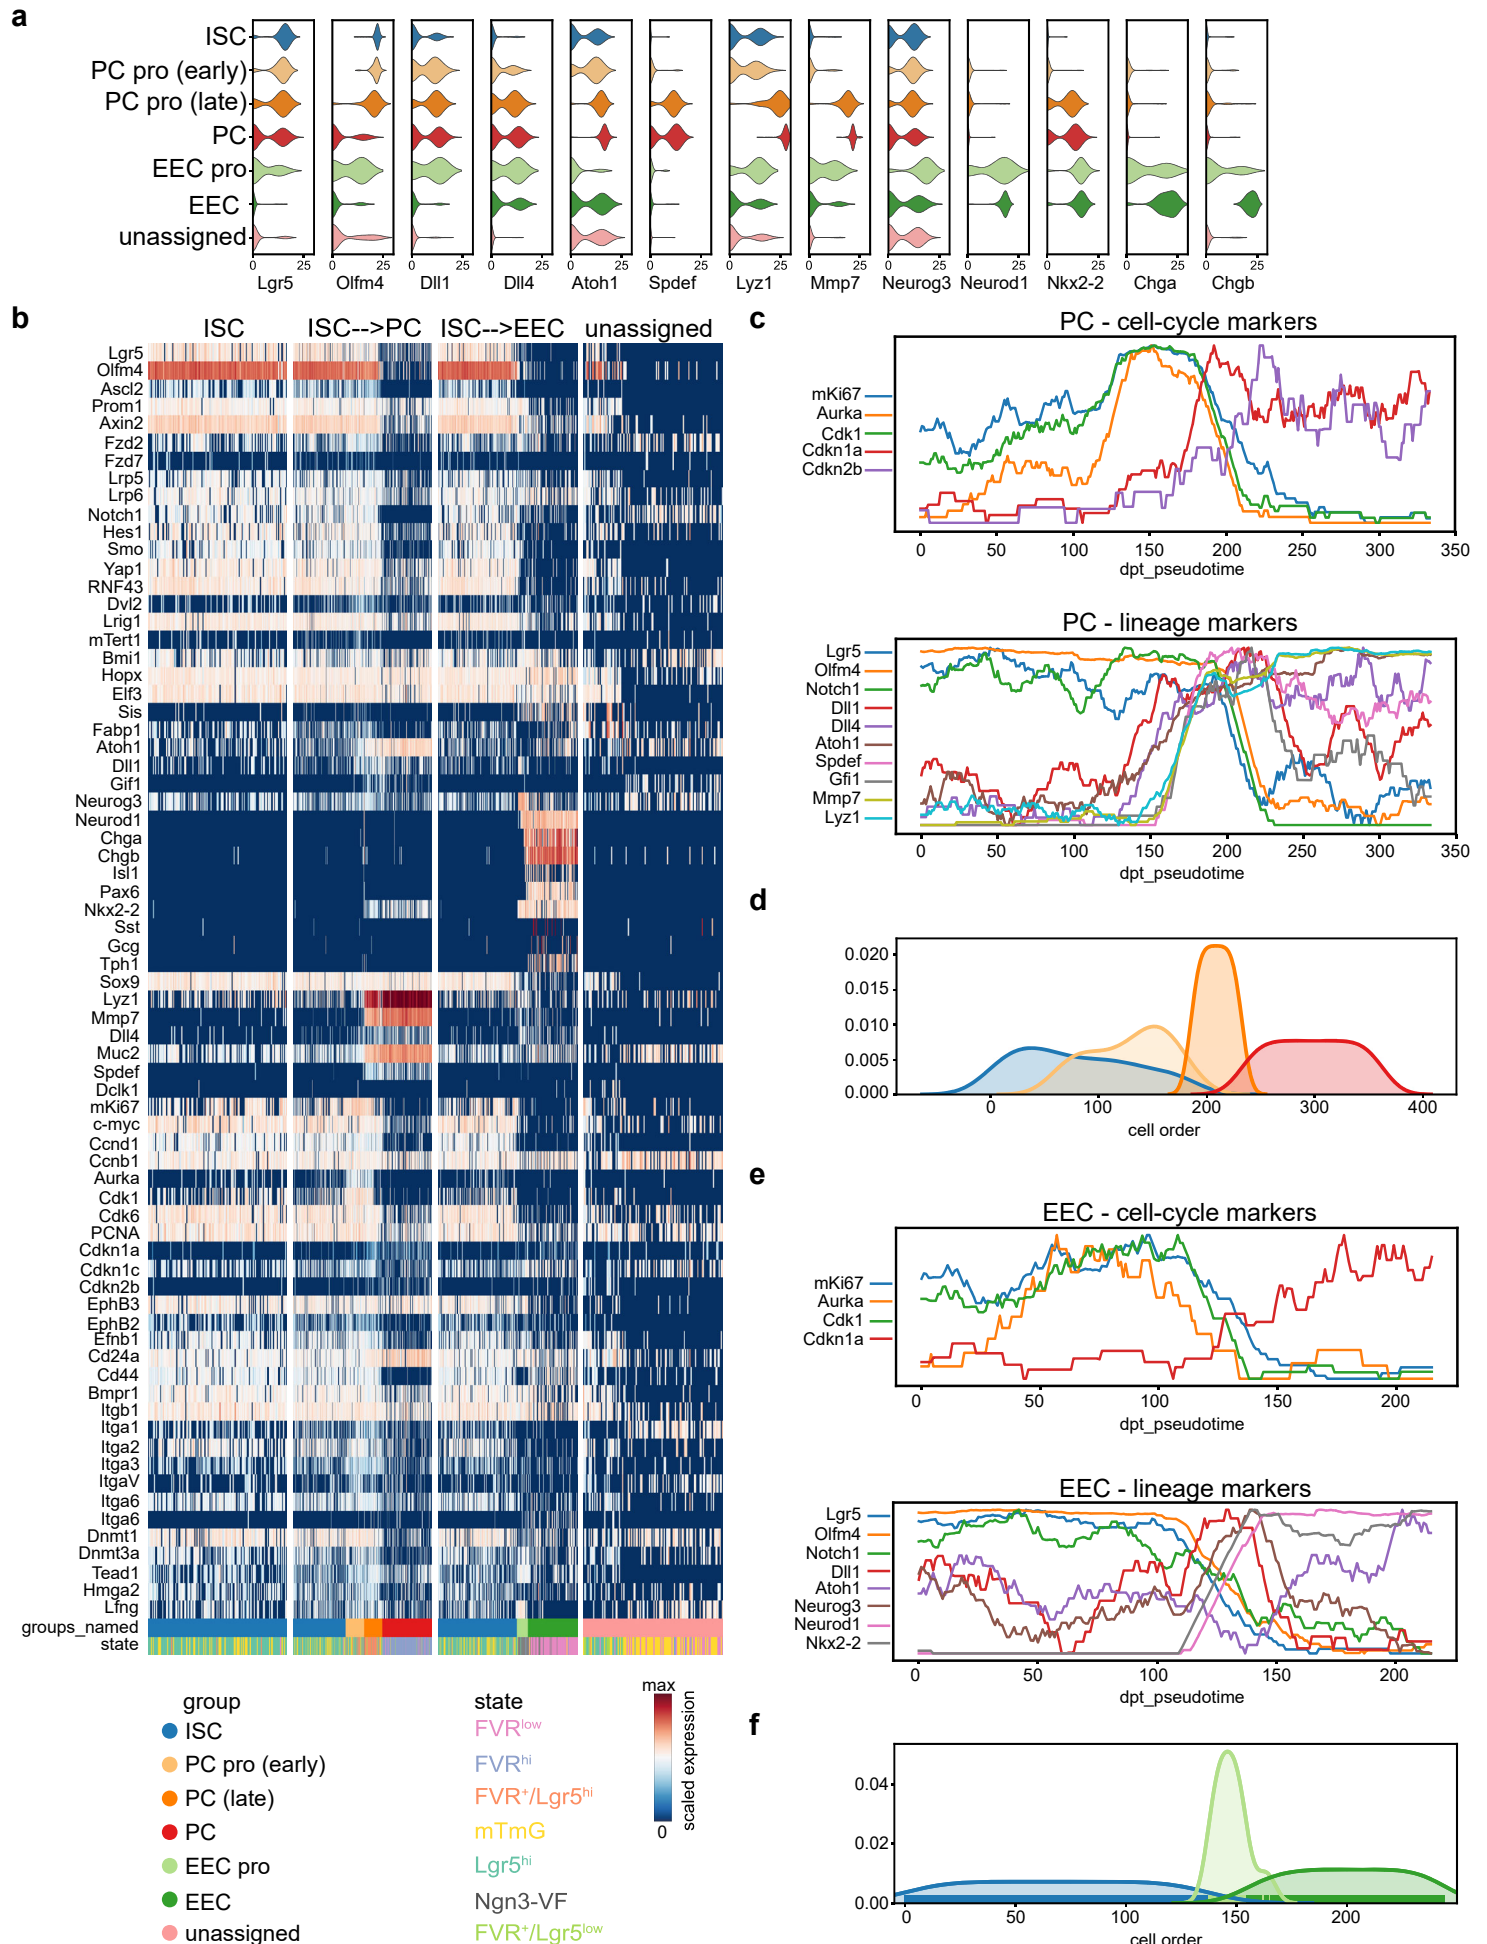 a
ISC
PC pro (early)
PC pro (late)
PC
EEC pro
EEC
unassigned
0 25 0 25 0 25 0 25 0 25 0 25 0 25 0 25 0 25 0 25 0 25 0 25 0 25
Lgr5 Olfm4 Dll1 Dll4 Atoh1 Spdef Lyz1 Mmp7 Neurog3 Neurod1 Nkx2-2 Chga Chgb
b
ISC ISC-->PC ISC-->EEC unassigned
Lgr5
Olfm4
Ascl2
Prom1
Axin2
Fzd2
Fzd7
Lrp5
Lrp6
Notch1
Hes1
Smo
Yap1
RNF43
Dvl2
Lrig1
mTert1
Bmi1
Hopx
Elf3
Sis
Fabp1
Atoh1
Dll1
Gif1
Neurog3
Neurod1
Chga
Chgb
Isl1
Pax6
Nkx2-2
Sst
Gcg
Tph1
Sox9
Lyz1
Mmp7
Dll4
Muc2
Spdef
Dclk1
mKi67
c-myc
Ccnd1
Ccnb1
Aurka
Cdk1
Cdk6
PCNA
Cdkn1a
Cdkn1c
Cdkn2b
EphB3
EphB2
Efnb1
Cd24a
Cd44
Bmpr1
Itgb1
Itga1
Itga2
Itga3
ItgaV
Itga6
Itga6
Dnmt1
Dnmt3a
Tead1
Hmga2
Lfng
groups_named
state
group
ISC
PC pro (early)
PC (late)
PC
EEC pro
EEC
unassigned
state
FVRlow
FVRhi
FVR+/Lgr5hi
mTmG
Lgr5hi
Ngn3-VF
FVR+/Lgr5low
max
0
scaled expression
c
PC - cell-cycle markers
mKi67
Aurka
Cdk1
Cdkn1a
Cdkn2b
0 50 100 150 200 250 300 350
dpt_pseudotime
PC - lineage markers
Lgr5
Olfm4
Notch1
Dll1
Dll4
Atoh1
Spdef
Gfi1
Mmp7
Lyz1
0 50 100 150 200 250 300 350
dpt_pseudotime
d
0.020
0.015
0.010
0.005
0.000
0 100 200 300 400
cell order
e
EEC - cell-cycle markers
mKi67
Aurka
Cdk1
Cdkn1a
0 50 100 150 200
dpt_pseudotime
EEC - lineage markers
Lgr5
Olfm4
Notch1
Dll1
Atoh1
Neurog3
Neurod1
Nkx2-2
0 50 100 150 200
dpt_pseudotime
f
0.04
0.02
0.00
0 50 100 150 200
cell order